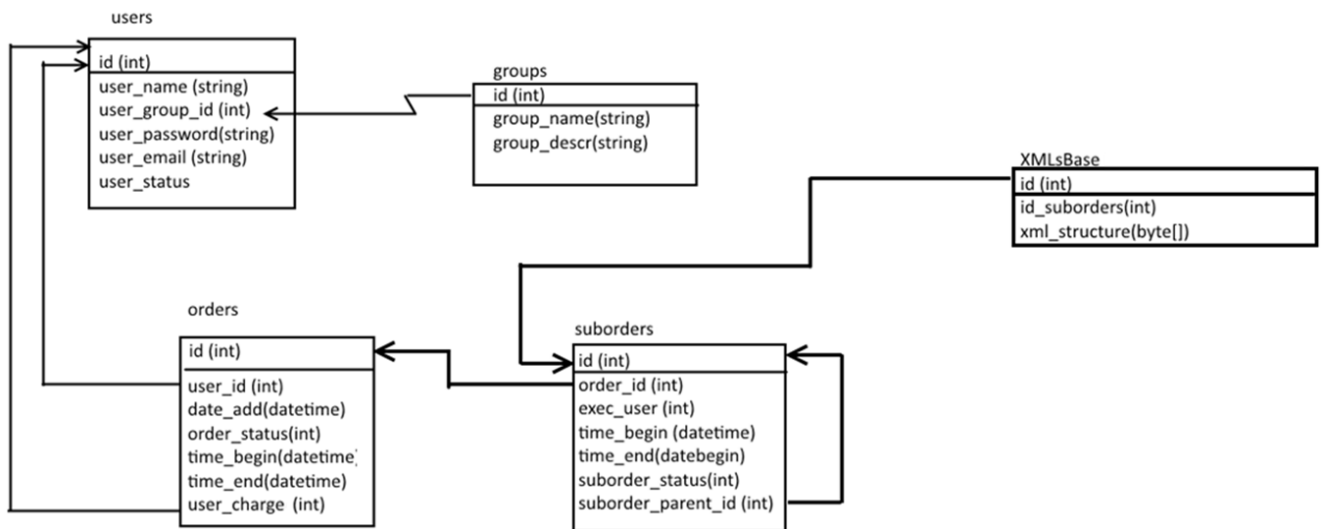 users
id (int)
user_name (string)
user_group_id (int)
user_password(string)
user_email (string)
user_status
groups
id (int)
group_name(string)
group_descr(string)
XMLsBase
id (int)
id_suborders(int)
xml_structure(byte[])
orders
id (int)
user_id (int)
date_add(datetime)
order_status(int)
time_begin(datetime)
time_end(datetime)
user_charge (int)
suborders
id (int)
order_id (int)
exec_user (int)
time_begin (datetime)
time_end(datebegin)
suborder_status(int)
suborder_parent_id (int)